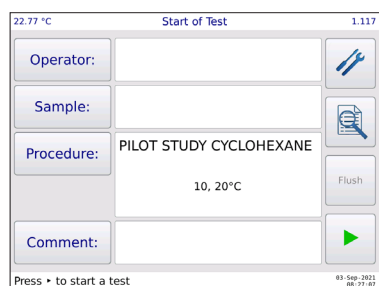 22.77 °C Start of Test 1.117
Operator:
Sample:
Procedure: PILOT STUDY CYCLOHEXANE
10, 20°C
Flush
Comment:
Press ▸ to start a test 03-Sep-2021
08:27:07